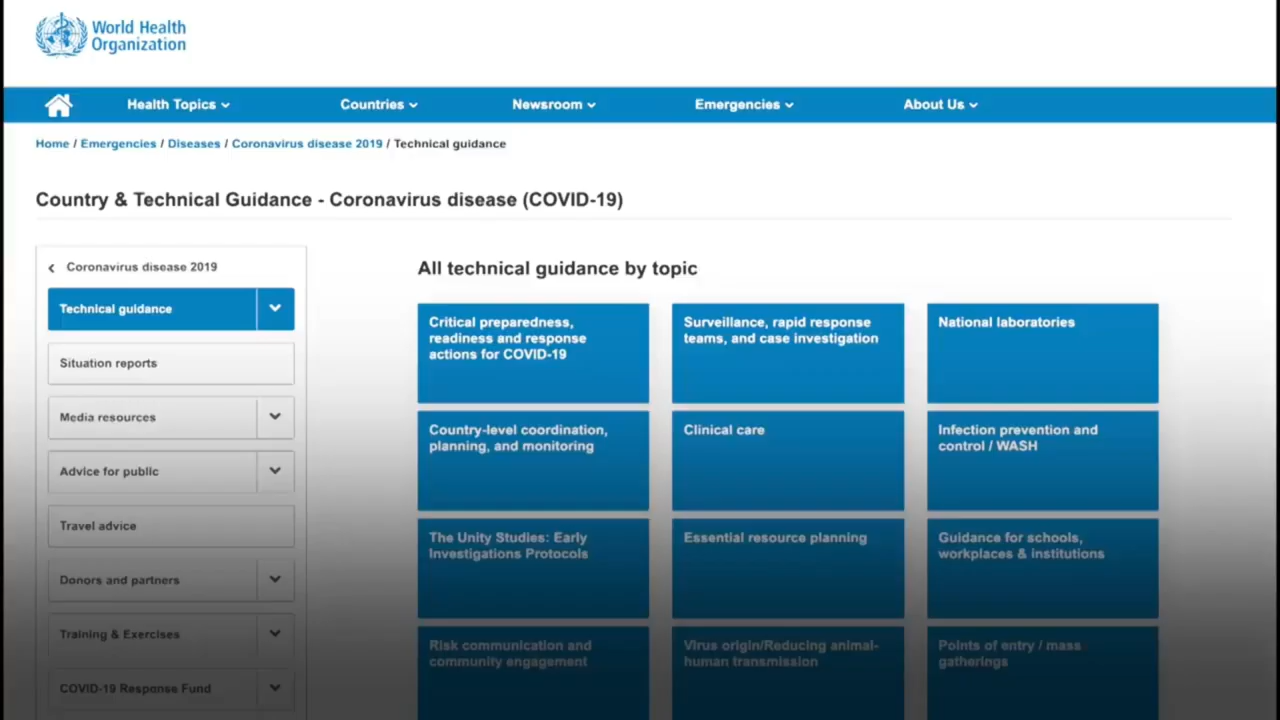 World Health
Organization
Health Topics
Countries
Newsroom
Emergencies
About Us
Home / Emergencies / Diseases / Coronavirus disease 2019 / Technical guidance
Country & Technical Guidance - Coronavirus disease (COVID-19)
Coronavirus disease 2019
Technical guidance
Situation reports
Media resources
Advice for public
Travel advice
Donors and partners
Training & Exercises
COVID-19 Response Fund
All technical guidance by topic
Critical preparedness,
readiness and response
actions for COVID-19
Surveillance, rapid response
teams, and case investigation
National laboratories
Country-level coordination,
planning, and monitoring
Clinical care
Infection prevention and
control / WASH
The Unity Studies: Early
Investigations Protocols
Essential resource planning
Guidance for schools,
workplaces & institutions
Risk communication and
community engagement
Virus origin/Reducing animal-
human transmission
Points of entry / mass
gatherings